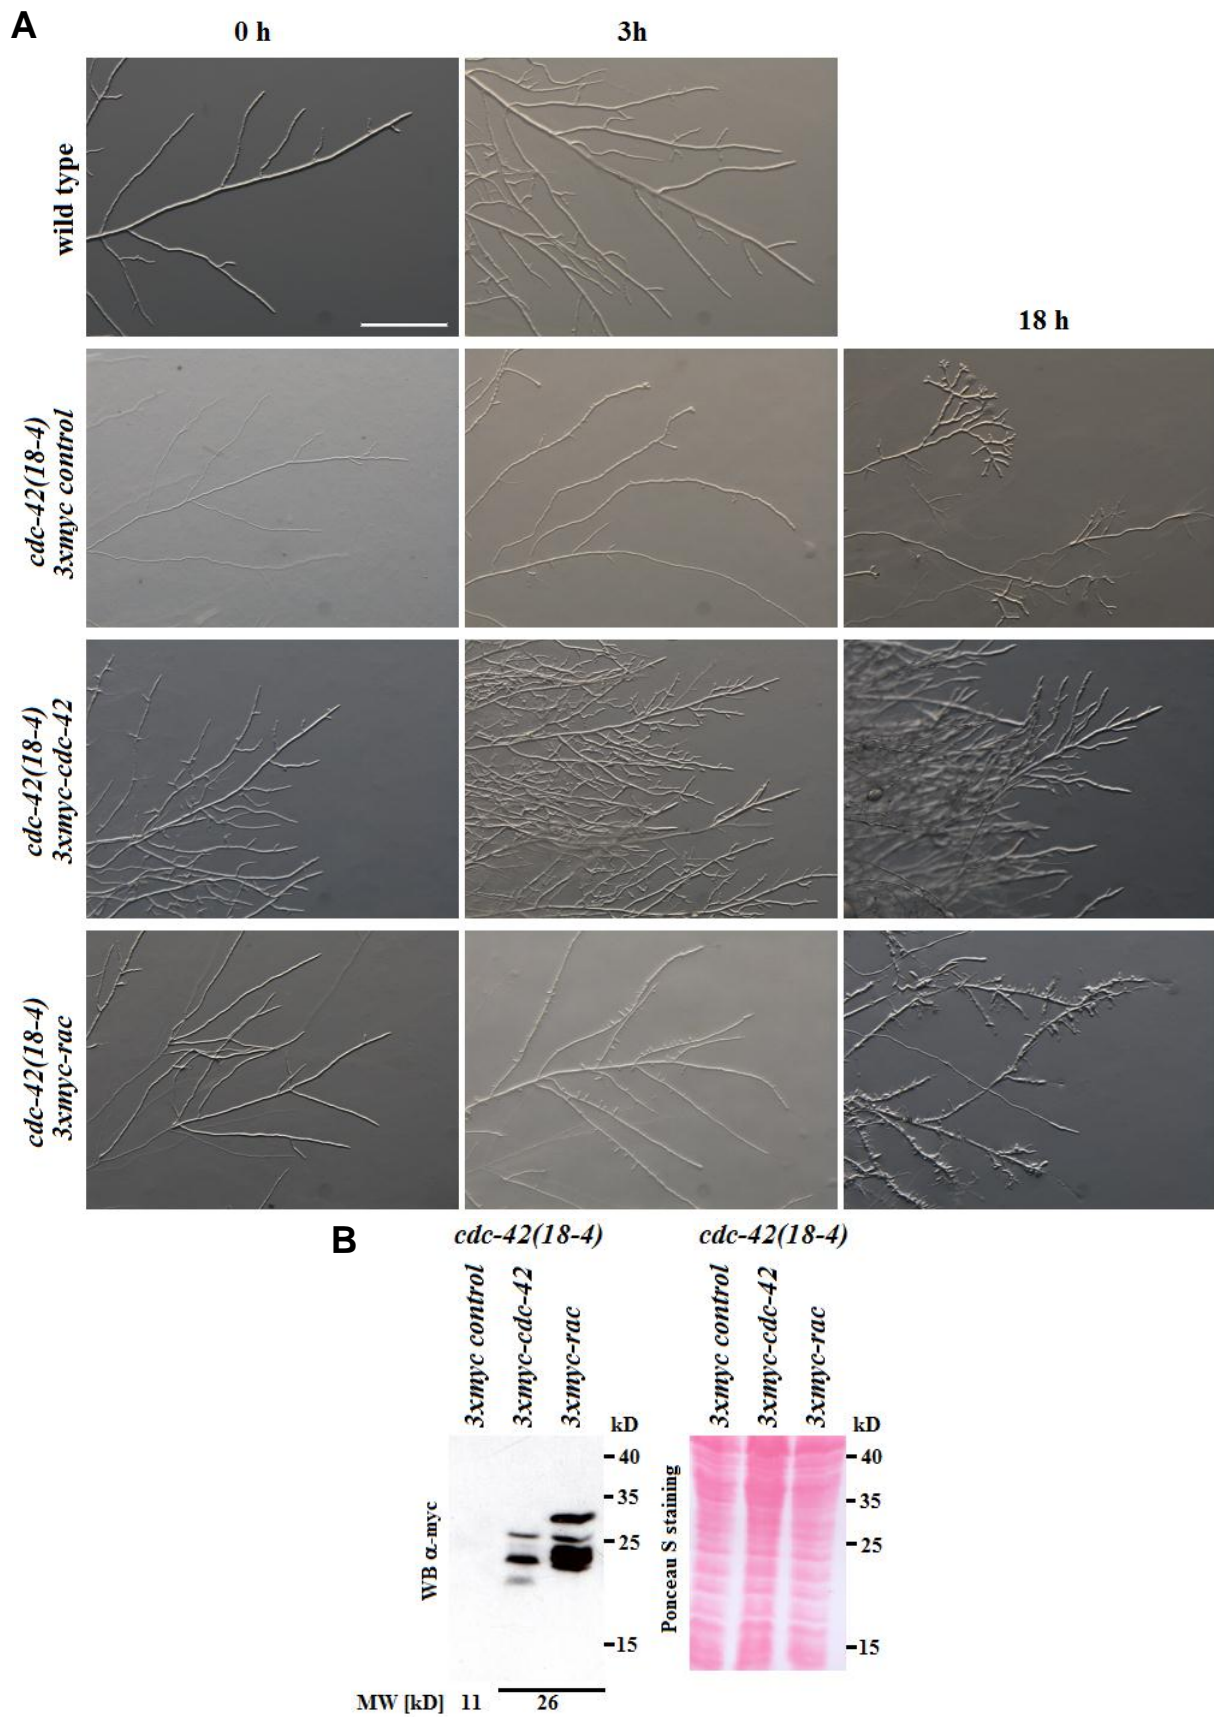 A
0 h
3h
wild type
18 h
cdc-42(18-4)
3xmyc control
cdc-42(18-4)
3xmyc-cdc-42
cdc-42(18-4)
3xmyc-rac
B
cdc-42(18-4)
cdc-42(18-4)
3xmyc control
3xmyc-cdc-42
3xmyc-rac
3xmyc control
3xmyc-cdc-42
3xmyc-rac
kD
kD
WB α-myc
40
35
25
15
Ponceau S staining
40
35
25
15
MW [kD] 11 26